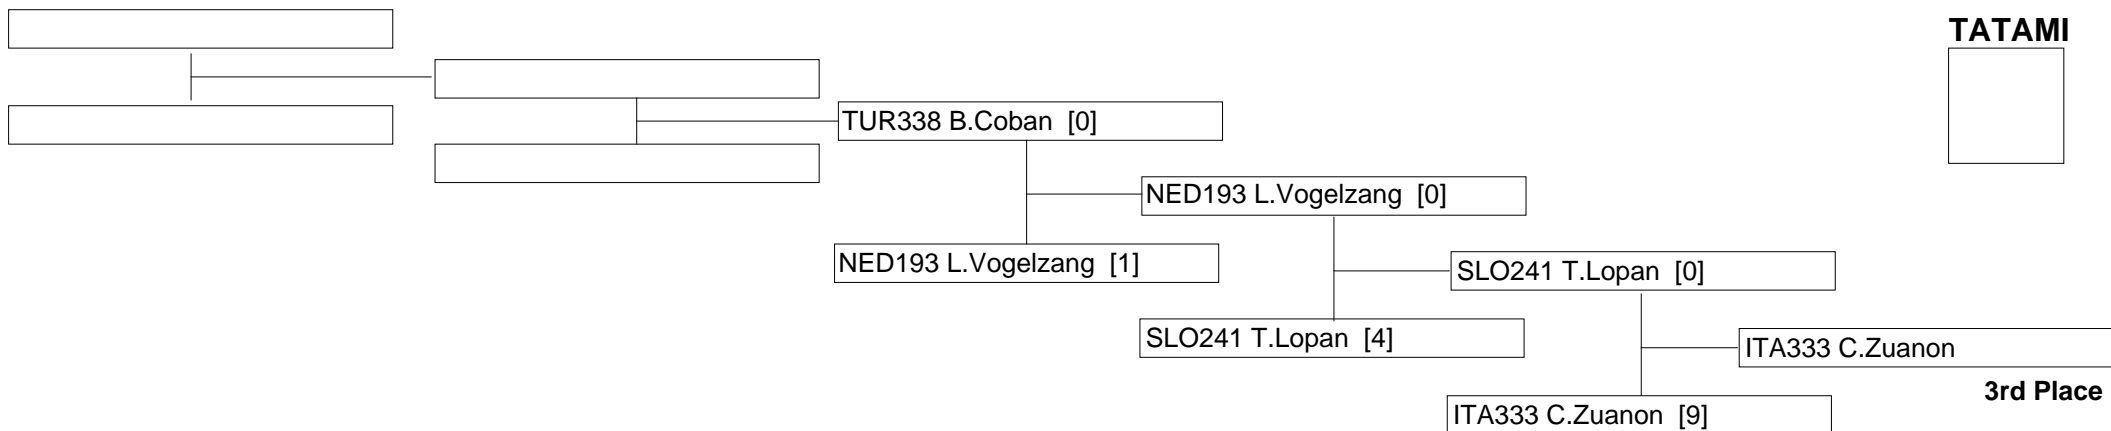 TATAMI
TUR338 B.Coban [0]
NED193 L.Vogelzang [0]
NED193 L.Vogelzang [1]
SLO241 T.Lopan [0]
SLO241 T.Lopan [4]
ITA333 C.Zuanon
3rd Place
ITA333 C.Zuanon [9]